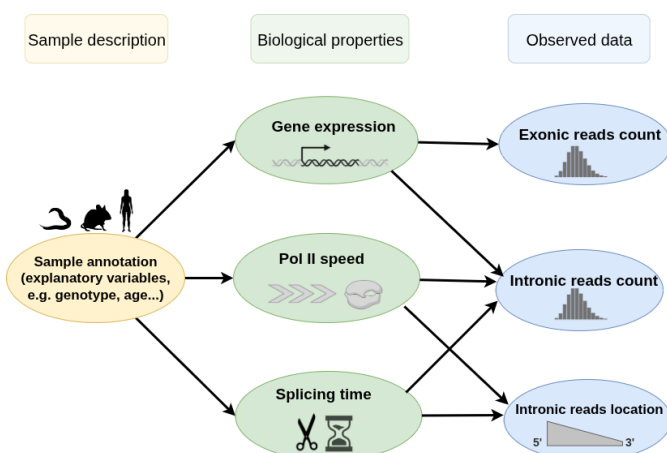 Sample description
Biological properties
Observed data
Gene expression
Exonic reads count
Sample annotation
(explanatory variables,
e.g. genotype, age...)
Pol II speed
Intronic reads count
Splicing time
Intronic reads location
5'
3'